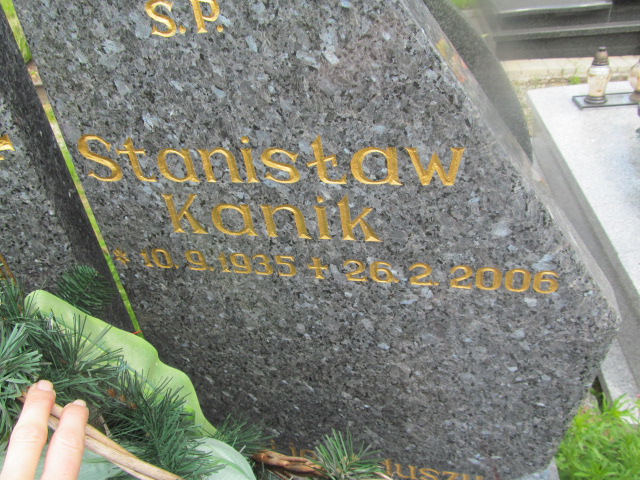 Ś.P.
Stanisław
Kanik
* 10.9.1935 + 26.2.2006